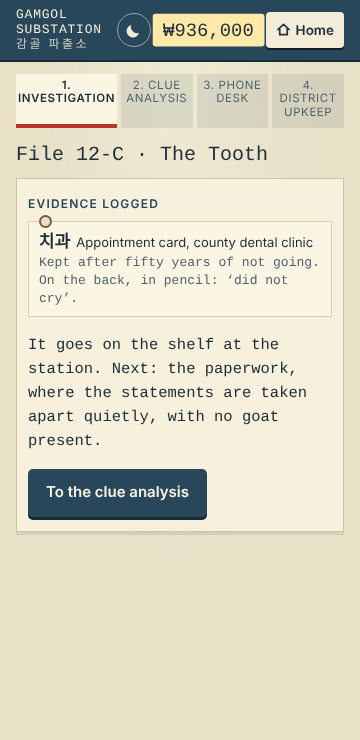 GAMGOL
SUBSTATION
감골 파출소
₩936,000
Home
1.
INVESTIGATION
2. CLUE
ANALYSIS
3. PHONE
DESK
4.
DISTRICT
UPKEEP
File 12-C · The Tooth
EVIDENCE LOGGED
치과 Appointment card, county dental clinic
Kept after fifty years of not going.
On the back, in pencil: ‘did not
cry’.
It goes on the shelf at the
station. Next: the paperwork,
where the statements are taken
apart quietly, with no goat
present.
To the clue analysis